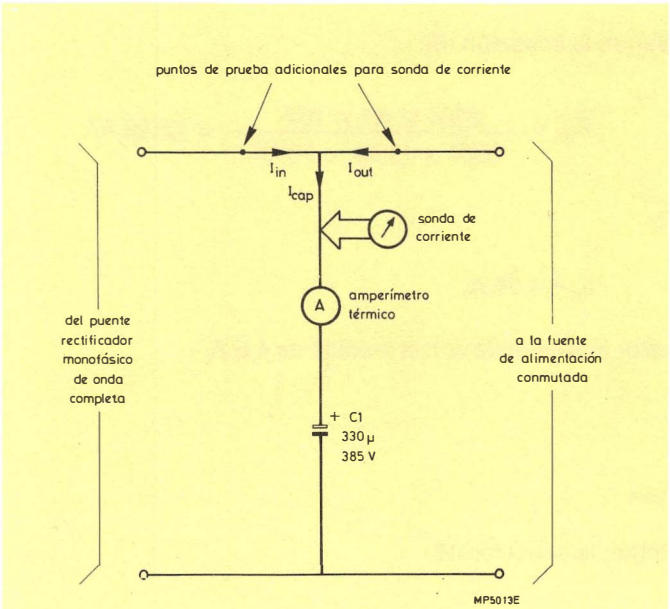 puntos de prueba adicionales para sonda de corriente
Iin
Iout
Icap
sonda de
corriente
A
amperímetro
térmico
del puente
rectificador
monofásico
de onda
completa
a la fuente
de alimentación
conmutada
+ C1
330 µ
385 V
MP5013E